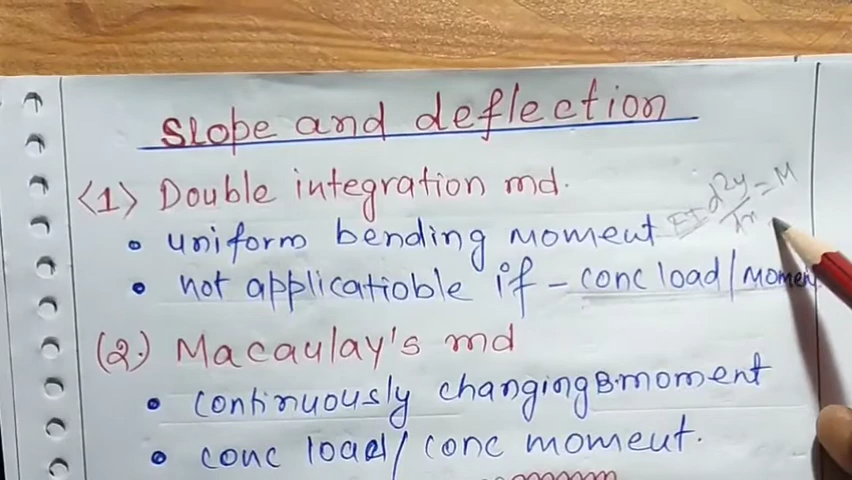 Slope and deflection
(1) Double integration md.
• uniform bending moment EI d2y/dx = M
• not applicatioble if - conc load/Moment
(2.) Macaulay's md
• continuously changing B.moment
• conc load/conc moment.